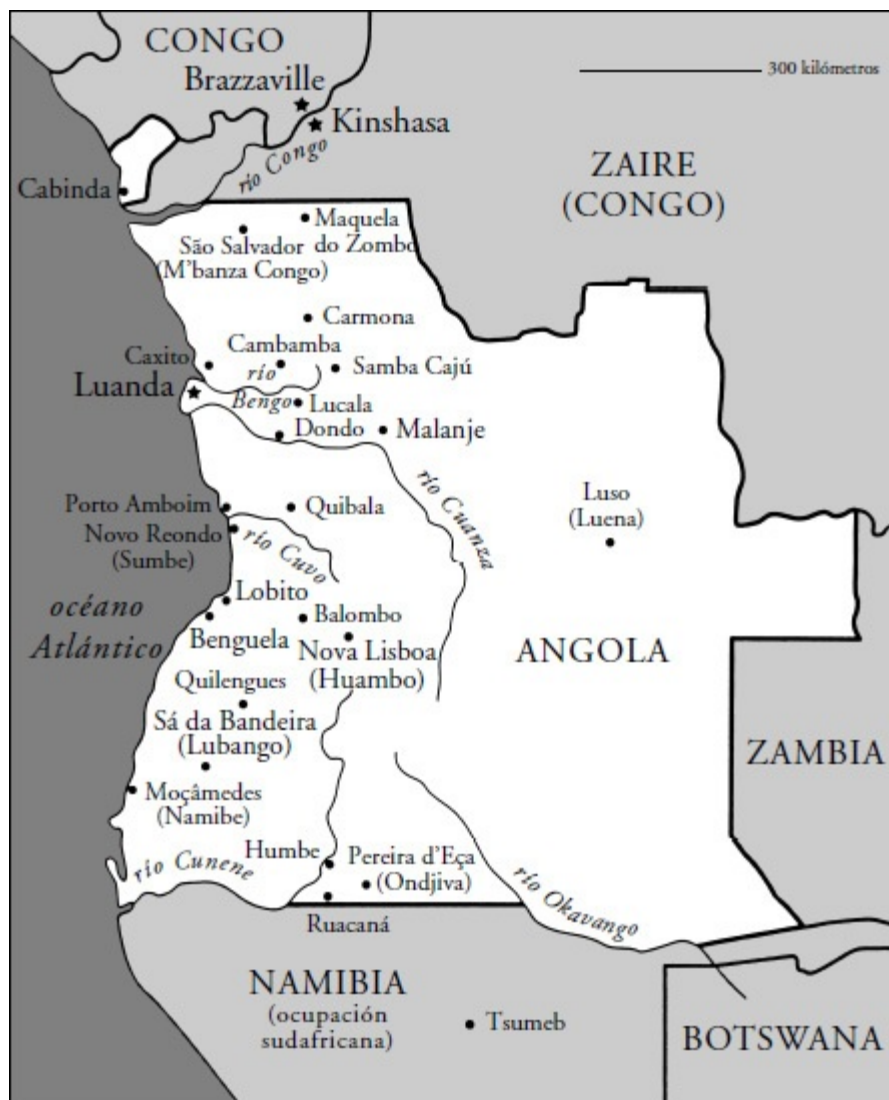 CONGO
Brazzaville
300 kilómetros
Kinshasa
río Congo
ZAIRE
(CONGO)
Cabinda
Maquela
do Zombo
São Salvador
(M'banza Congo)
Carmona
Cambamba
Caxito
río
Bengo
Samba Cajú
Luanda
Lucala
Dondo
Malanje
río Cuanza
Luso
(Luena)
Porto Amboim
Quibala
Novo Reondo
(Sumbe)
río Cuvo
Lobito
océano
Atlántico
Balombo
Benguela
Nova Lisboa
(Huambo)
ANGOLA
Quilengues
Sá da Bandeira
(Lubango)
ZAMBIA
Moçâmedes
(Namibe)
Humbe
Pereira d'Eça
(Ondjiva)
río Cunene
río Okavango
Ruacaná
NAMIBIA
(ocupación
sudafricana)
Tsumeb
BOTSWANA